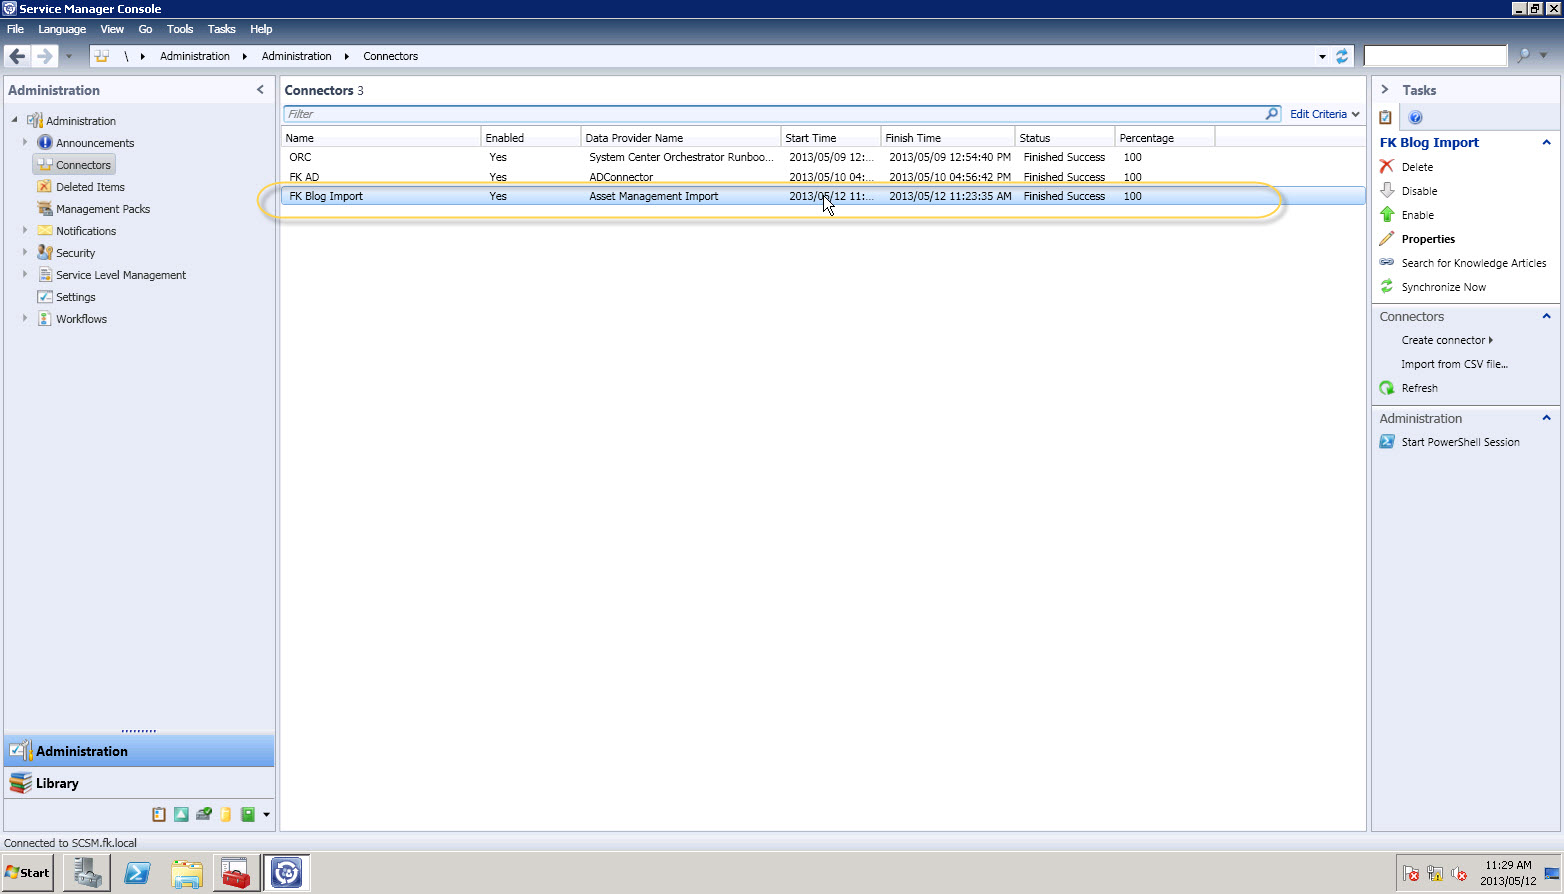 Service Manager Console
File Language View Go Tools Tasks Help
\ Administration Administration Connectors
Administration
Administration
Announcements
Connectors
Deleted Items
Management Packs
Notifications
Security
Service Level Management
Settings
Workflows
Administration
Library
Connectors 3
Filter
Edit Criteria
Name Enabled Data Provider Name Start Time Finish Time Status Percentage
ORC Yes System Center Orchestrator Runboo... 2013/05/09 12:... 2013/05/09 12:54:40 PM Finished Success 100
FK AD Yes ADConnector 2013/05/10 04:... 2013/05/10 04:56:42 PM Finished Success 100
FK Blog Import Yes Asset Management Import 2013/05/12 11:... 2013/05/12 11:23:35 AM Finished Success 100
Tasks
FK Blog Import
Delete
Disable
Enable
Properties
Search for Knowledge Articles
Synchronize Now
Connectors
Create connector
Import from CSV file...
Refresh
Administration
Start PowerShell Session
Connected to SCSM.fk.local
Start
11:29 AM
2013/05/12